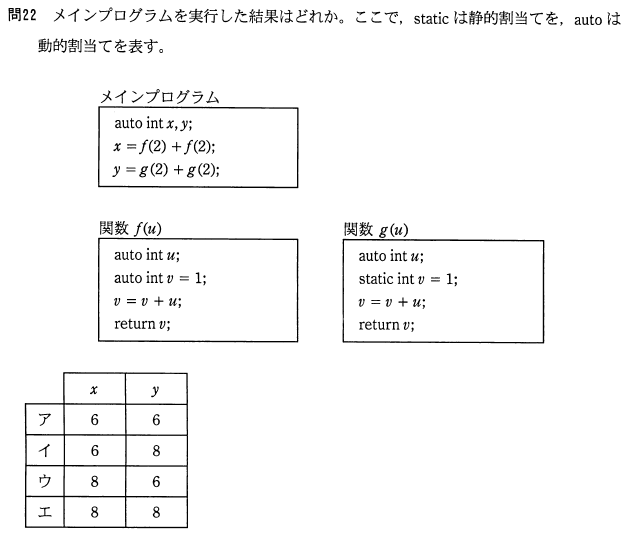 問22 メインプログラムを実行した結果はどれか。ここで，static は静的割当てを，auto は
動的割当てを表す。
メインプログラム
auto int x, y;
x = f(2) + f(2);
y = g(2) + g(2);
関数 f(u)
auto int u;
auto int v = 1;
v = v + u;
return v;
関数 g(u)
auto int u;
static int v = 1;
v = v + u;
return v;
x y
ア 6 6
イ 6 8
ウ 8 6
エ 8 8